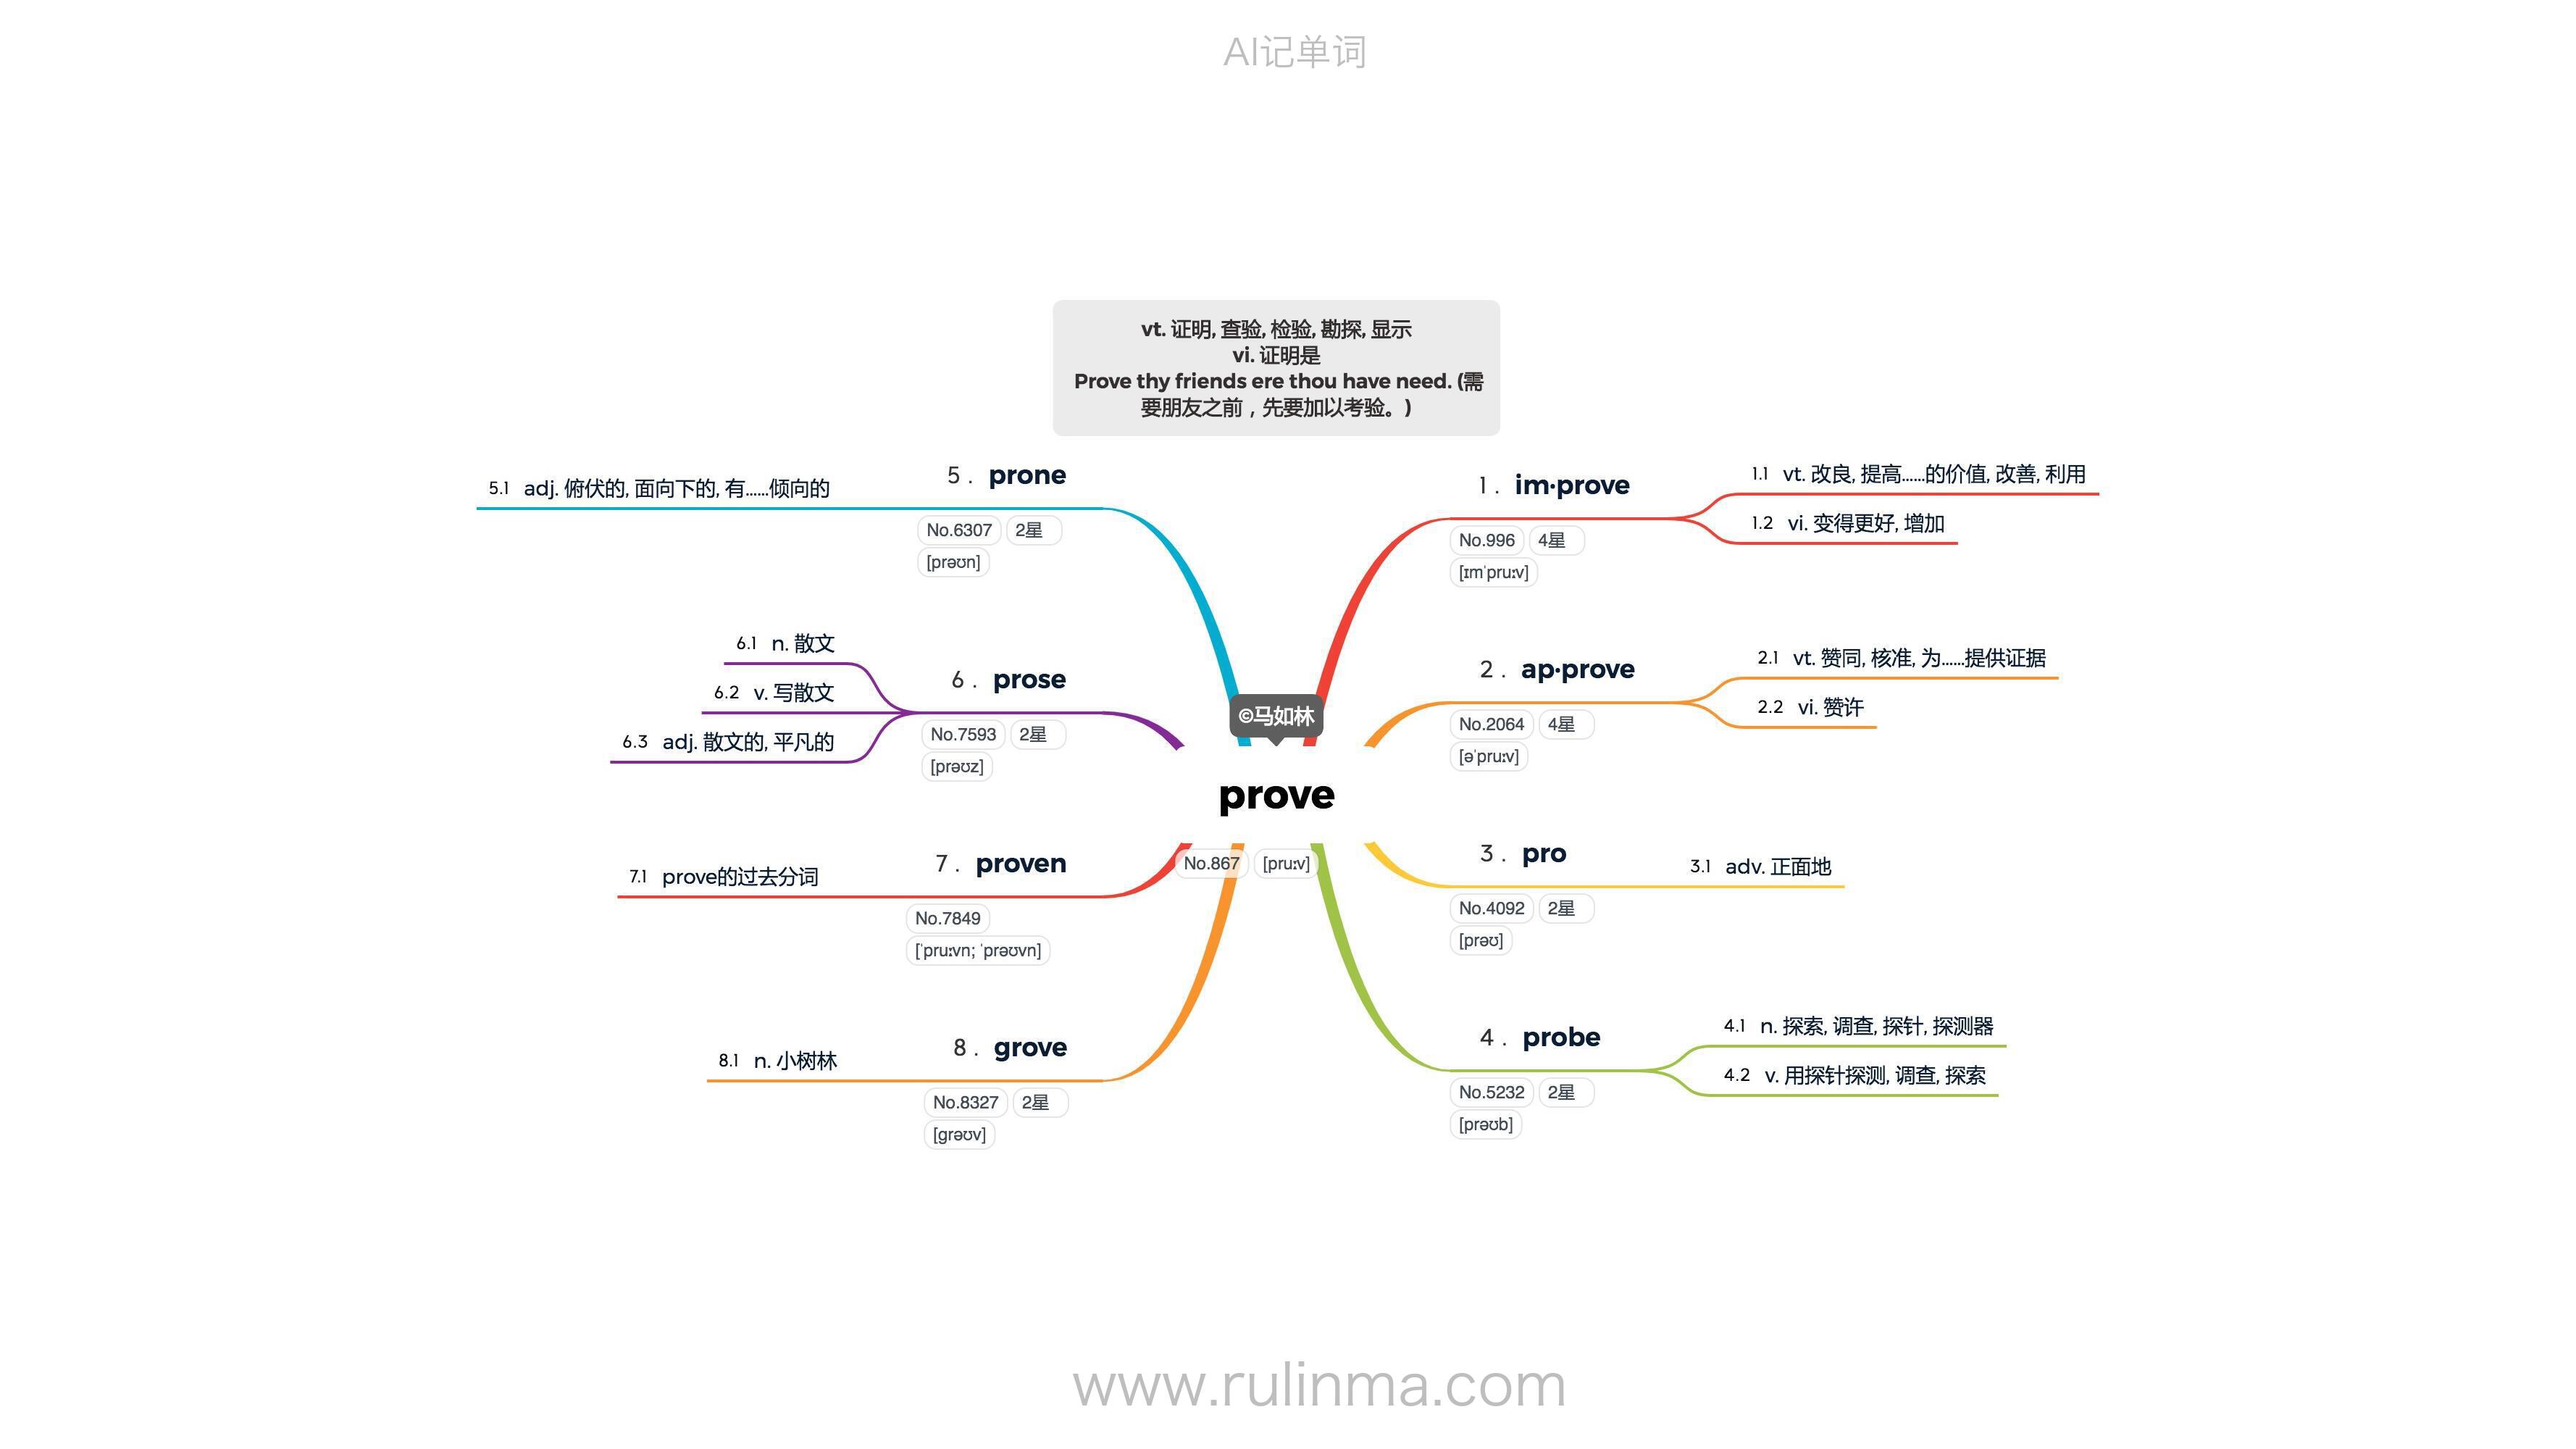 AI记单词
vt. 证明, 查验, 检验, 勘探, 显示
vi. 证明是
Prove thy friends ere thou have need. (需
要朋友之前，先要加以考验。)
©马如林
prove
No.867 [pruːv]
1. im·prove
No.996 4星
[ɪmˈpruːv]
1.1 vt. 改良, 提高……的价值, 改善, 利用
1.2 vi. 变得更好, 增加
2. ap·prove
No.2064 4星
[əˈpruːv]
2.1 vt. 赞同, 核准, 为……提供证据
2.2 vi. 赞许
3. pro
No.4092 2星
[prəʊ]
3.1 adv. 正面地
4. probe
No.5232 2星
[prəʊb]
4.1 n. 探索, 调查, 探针, 探测器
4.2 v. 用探针探测, 调查, 探索
5. prone
No.6307 2星
[prəʊn]
5.1 adj. 俯伏的, 面向下的, 有……倾向的
6. prose
No.7593 2星
[prəʊz]
6.1 n. 散文
6.2 v. 写散文
6.3 adj. 散文的, 平凡的
7. proven
No.7849
[ˈpruːvn; ˈprəʊvn]
7.1 prove的过去分词
8. grove
No.8327 2星
[grəʊv]
8.1 n. 小树林
www.rulinma.com